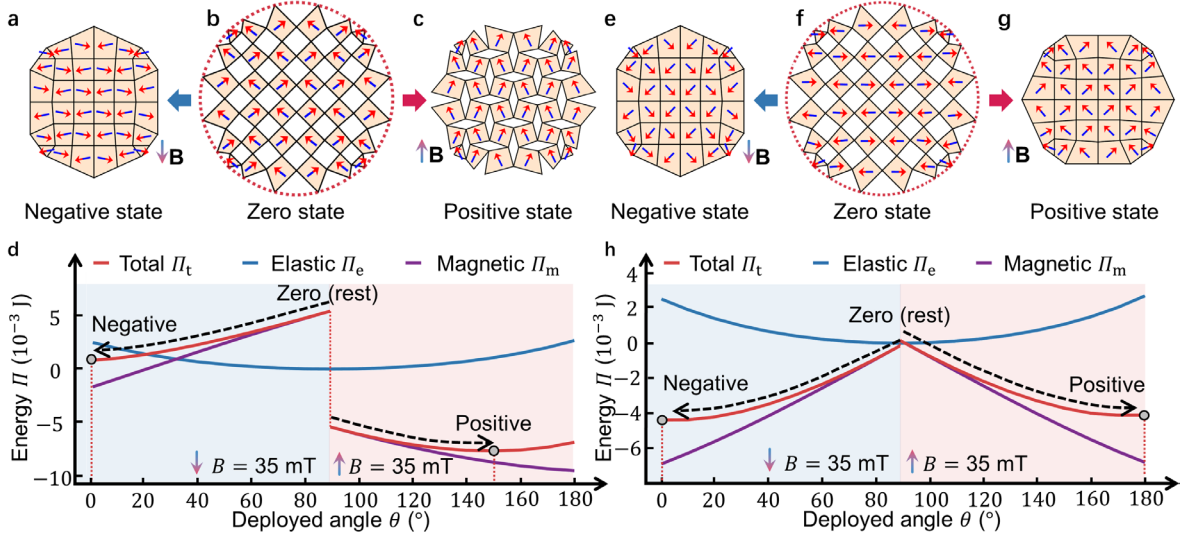 a b c e f g
B B B B
Negative state Zero state Positive state Negative state Zero state Positive state
d
Total Πt Elastic Πe Magnetic Πm
Energy Π (10⁻³ J)
5
0
−5
−10
Zero (rest)
Negative
Positive
B = 35 mT B = 35 mT
0 20 40 60 80 100 120 140 160 180
Deployed angle θ (°)
h
Total Πt Elastic Πe Magnetic Πm
Energy Π (10⁻³ J)
4
2
0
−2
−4
−6
Zero (rest)
Negative
Positive
B = 35 mT B = 35 mT
0 20 40 60 80 100 120 140 160 180
Deployed angle θ (°)